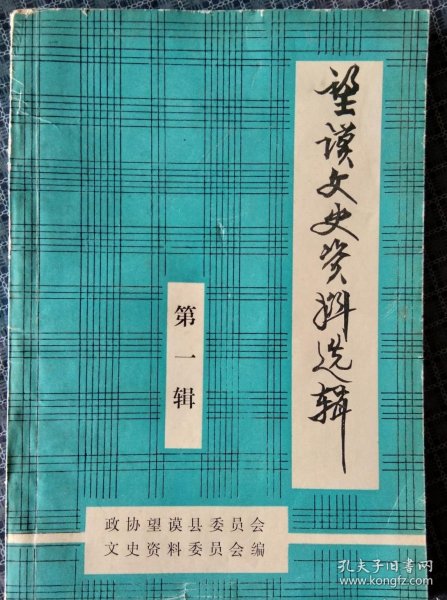 望谟文史资料选辑
第一辑
政协望谟县委员会
文史资料委员会编
孔夫子旧书网
www.kongfz.com